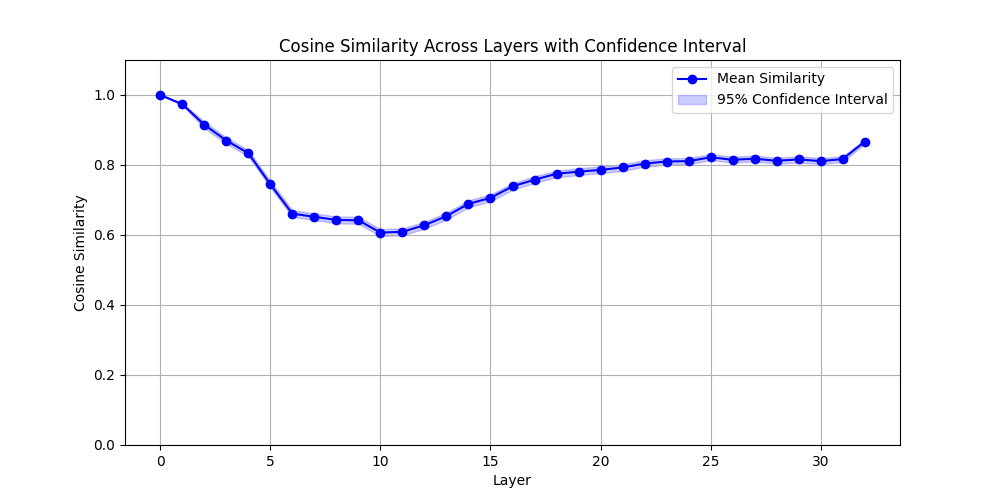 Cosine Similarity Across Layers with Confidence Interval
Mean Similarity
95% Confidence Interval
Cosine Similarity
1.0
0.8
0.6
0.4
0.2
0.0
0 5 10 15 20 25 30
Layer